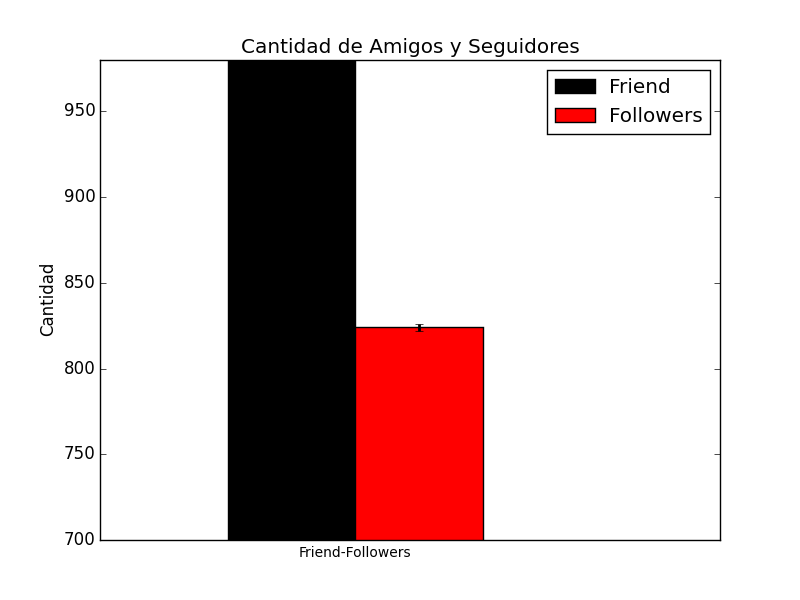 Cantidad de Amigos y Seguidores
Friend
Followers
950
900
850
800
750
700
Cantidad
Friend-Followers